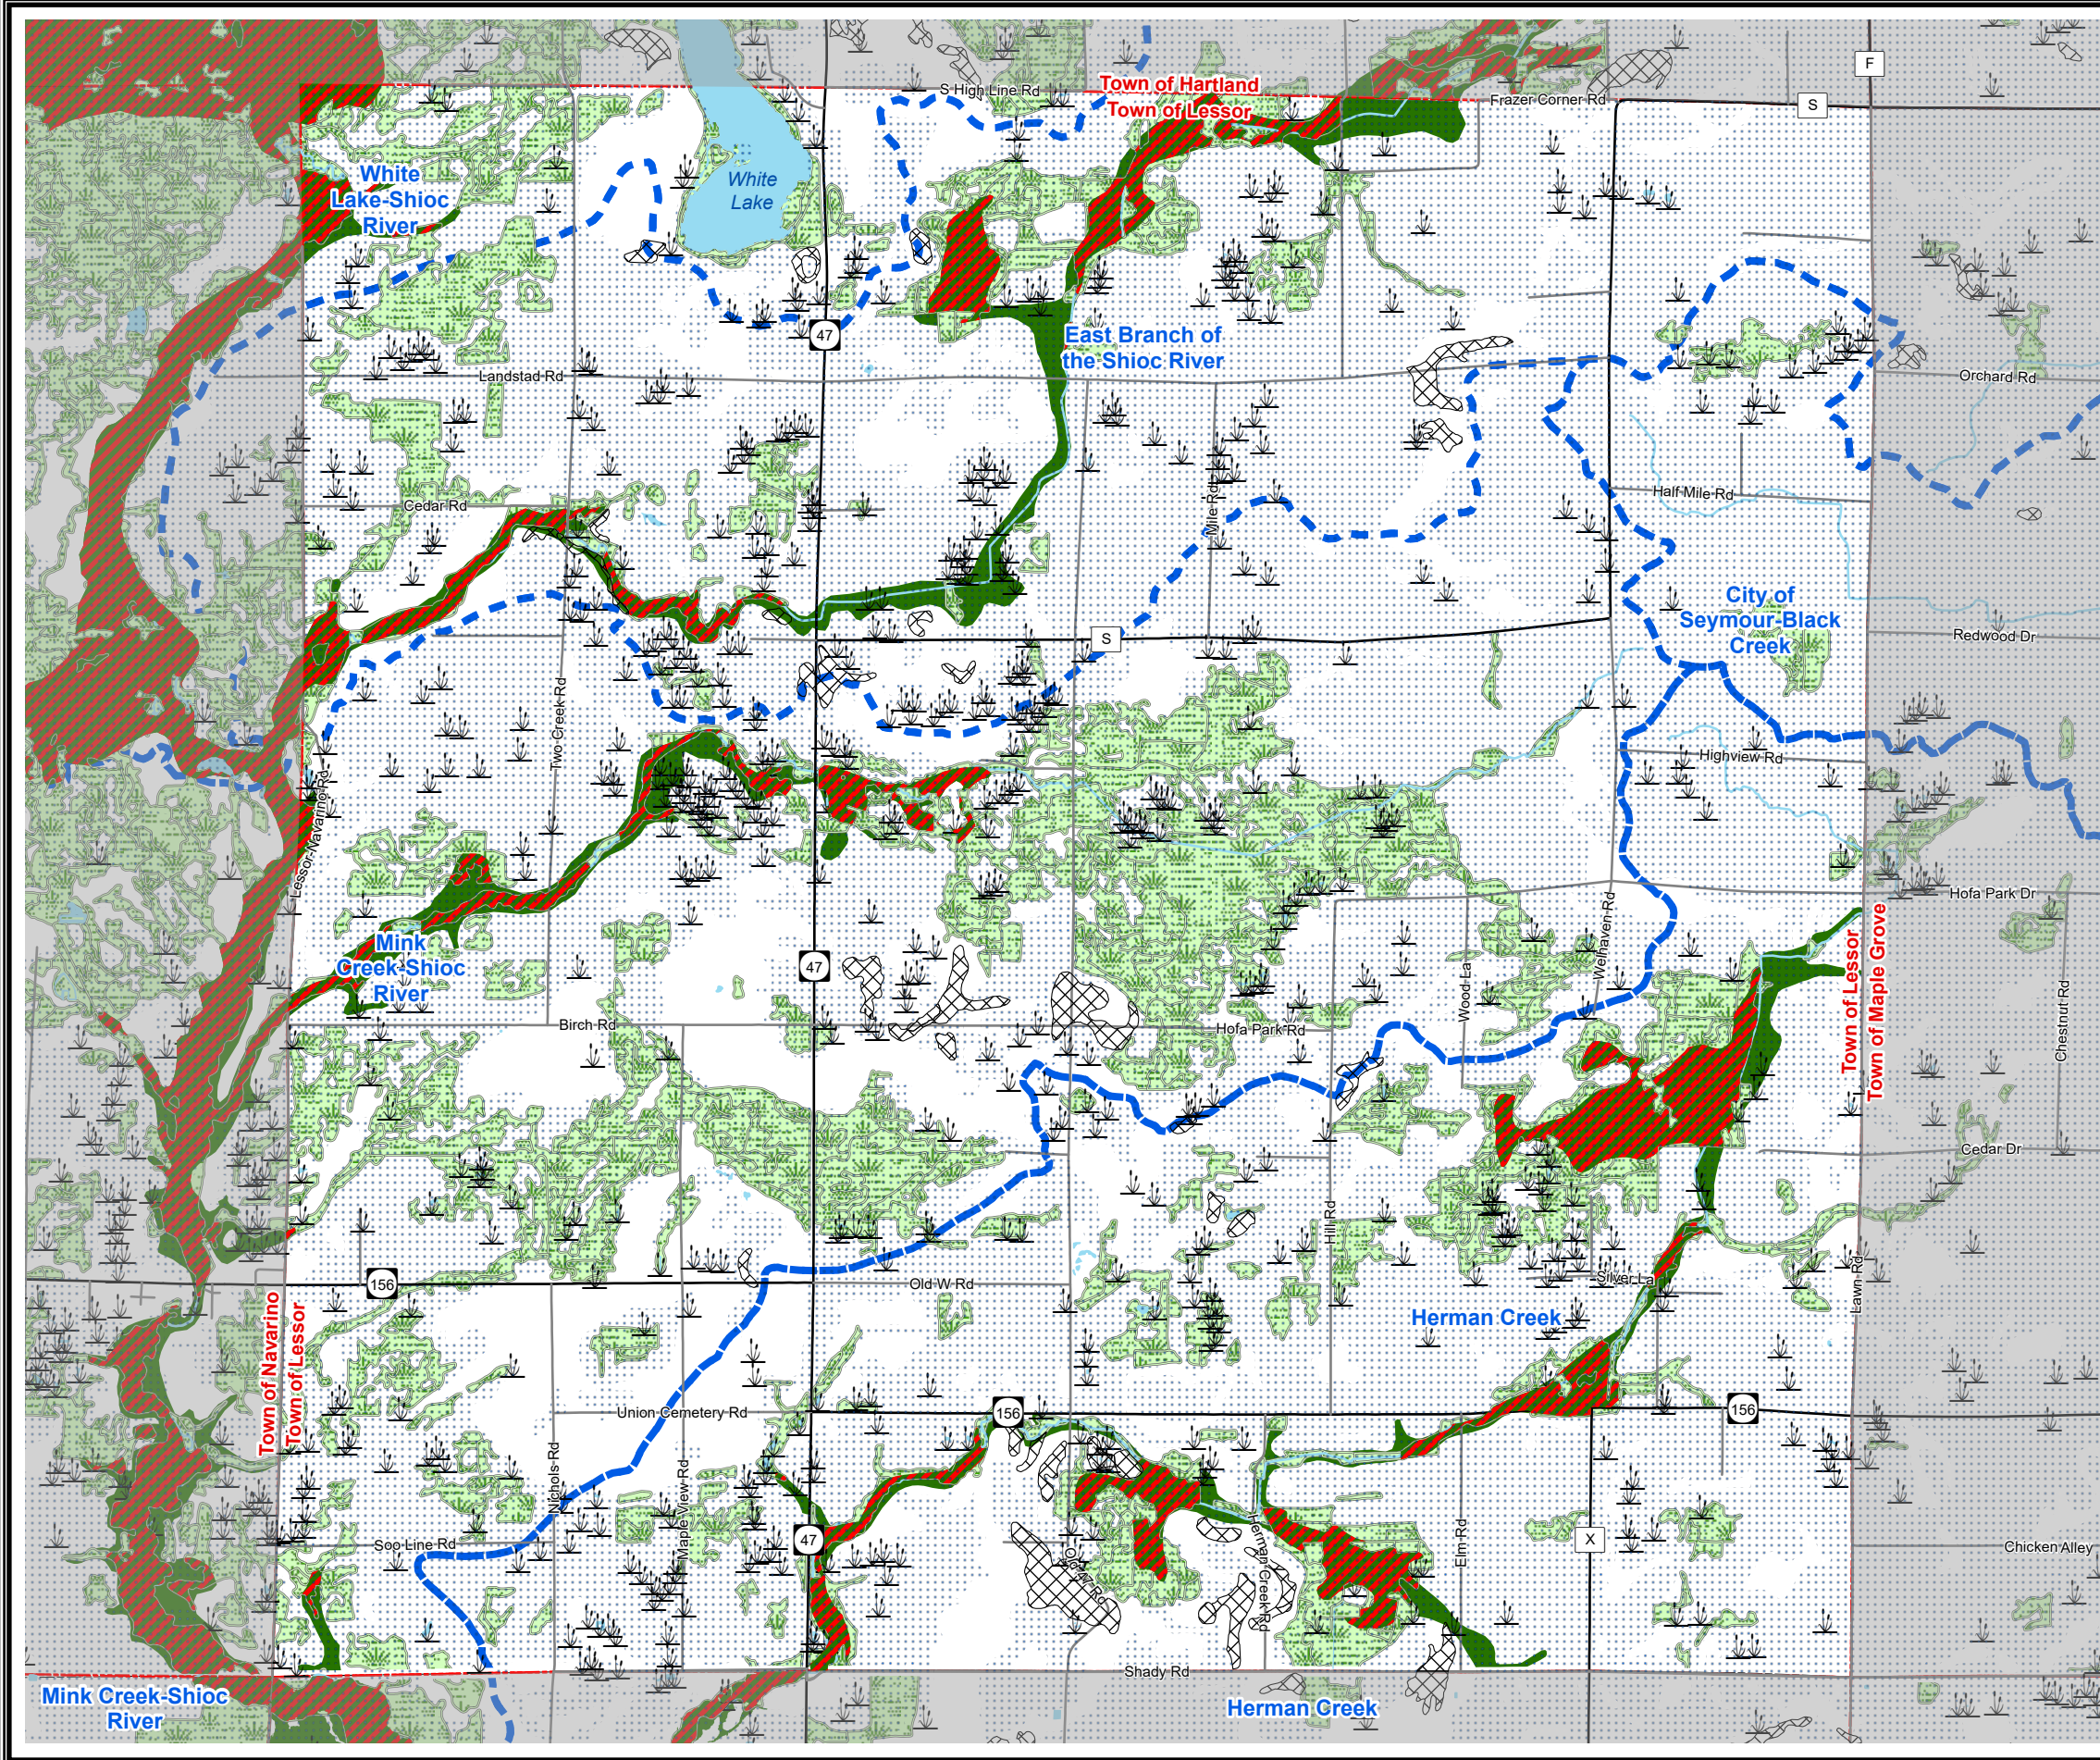 F
S High Line Rd
Town of Hartland
Town of Lessor
Frazer Corner Rd
S
White
Lake-Shioc
River
White
Lake
47
East Branch of
the Shioc River
Landstad Rd
Orchard Rd
Cedar Rd
Mile Rd
Half Mile Rd
City of
Seymour-Black
Creek
S
Redwood Dr
Two Creek Rd
Highview Rd
Lessor-Navarino Rd
Hofa Park Dr
Welhaven Rd
Town of Lessor
Town of Maple Grove
Mink
Creek-Shioc
River
47
Wood La
Chestnut Rd
Birch Rd
Hofa Park Rd
Cedar Dr
Hill Rd
156
Old W Rd
Silver La
Lawn Rd
Town of Navarino
Town of Lessor
Herman Creek
Union Cemetery Rd
156
156
Nichols Rd
Maple View Rd
Soo Line Rd
47
Old 47 Rd
Herman Creek Rd
Elm Rd
X
Chicken Alley
Shady Rd
Mink Creek-Shioc
River
Herman Creek